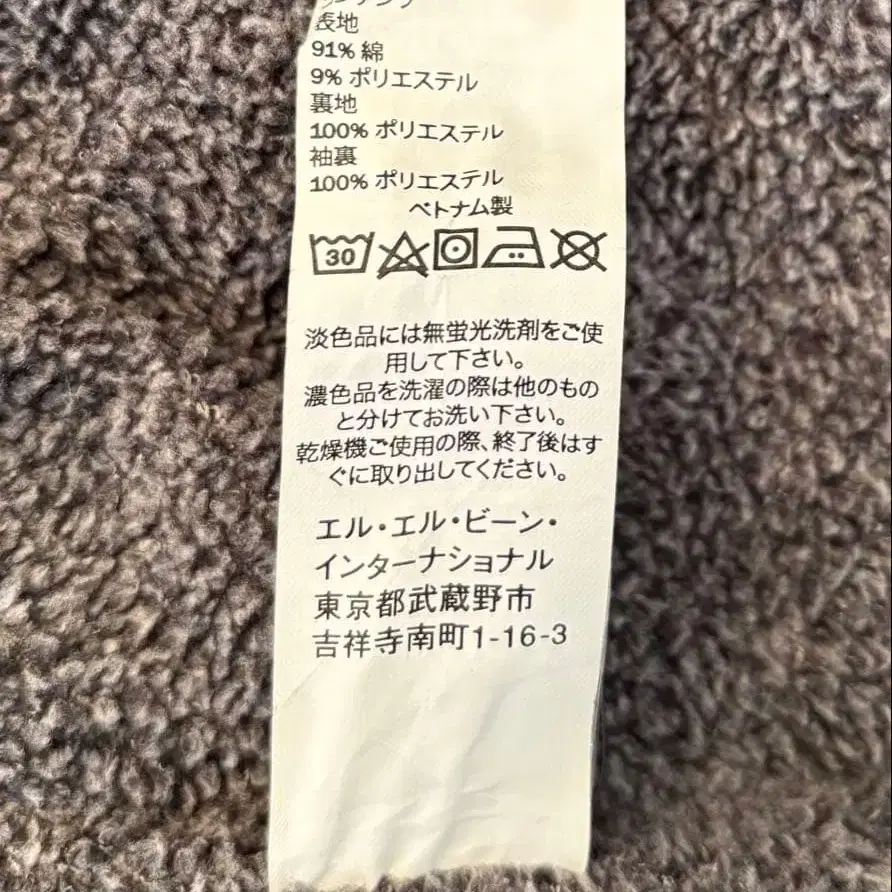 表地
91% 綿
9% ポリエステル
裏地
100% ポリエステル
袖裏
100% ポリエステル
ベトナム製
30
淡色品には無蛍光洗剤をご使
用して下さい。
濃色品を洗濯の際は他のもの
と分けてお洗い下さい。
乾燥機ご使用の際、終了後はす
ぐに取り出してください。
エル・エル・ビーン・
インターナショナル
東京都武蔵野市
吉祥寺南町1-16-3